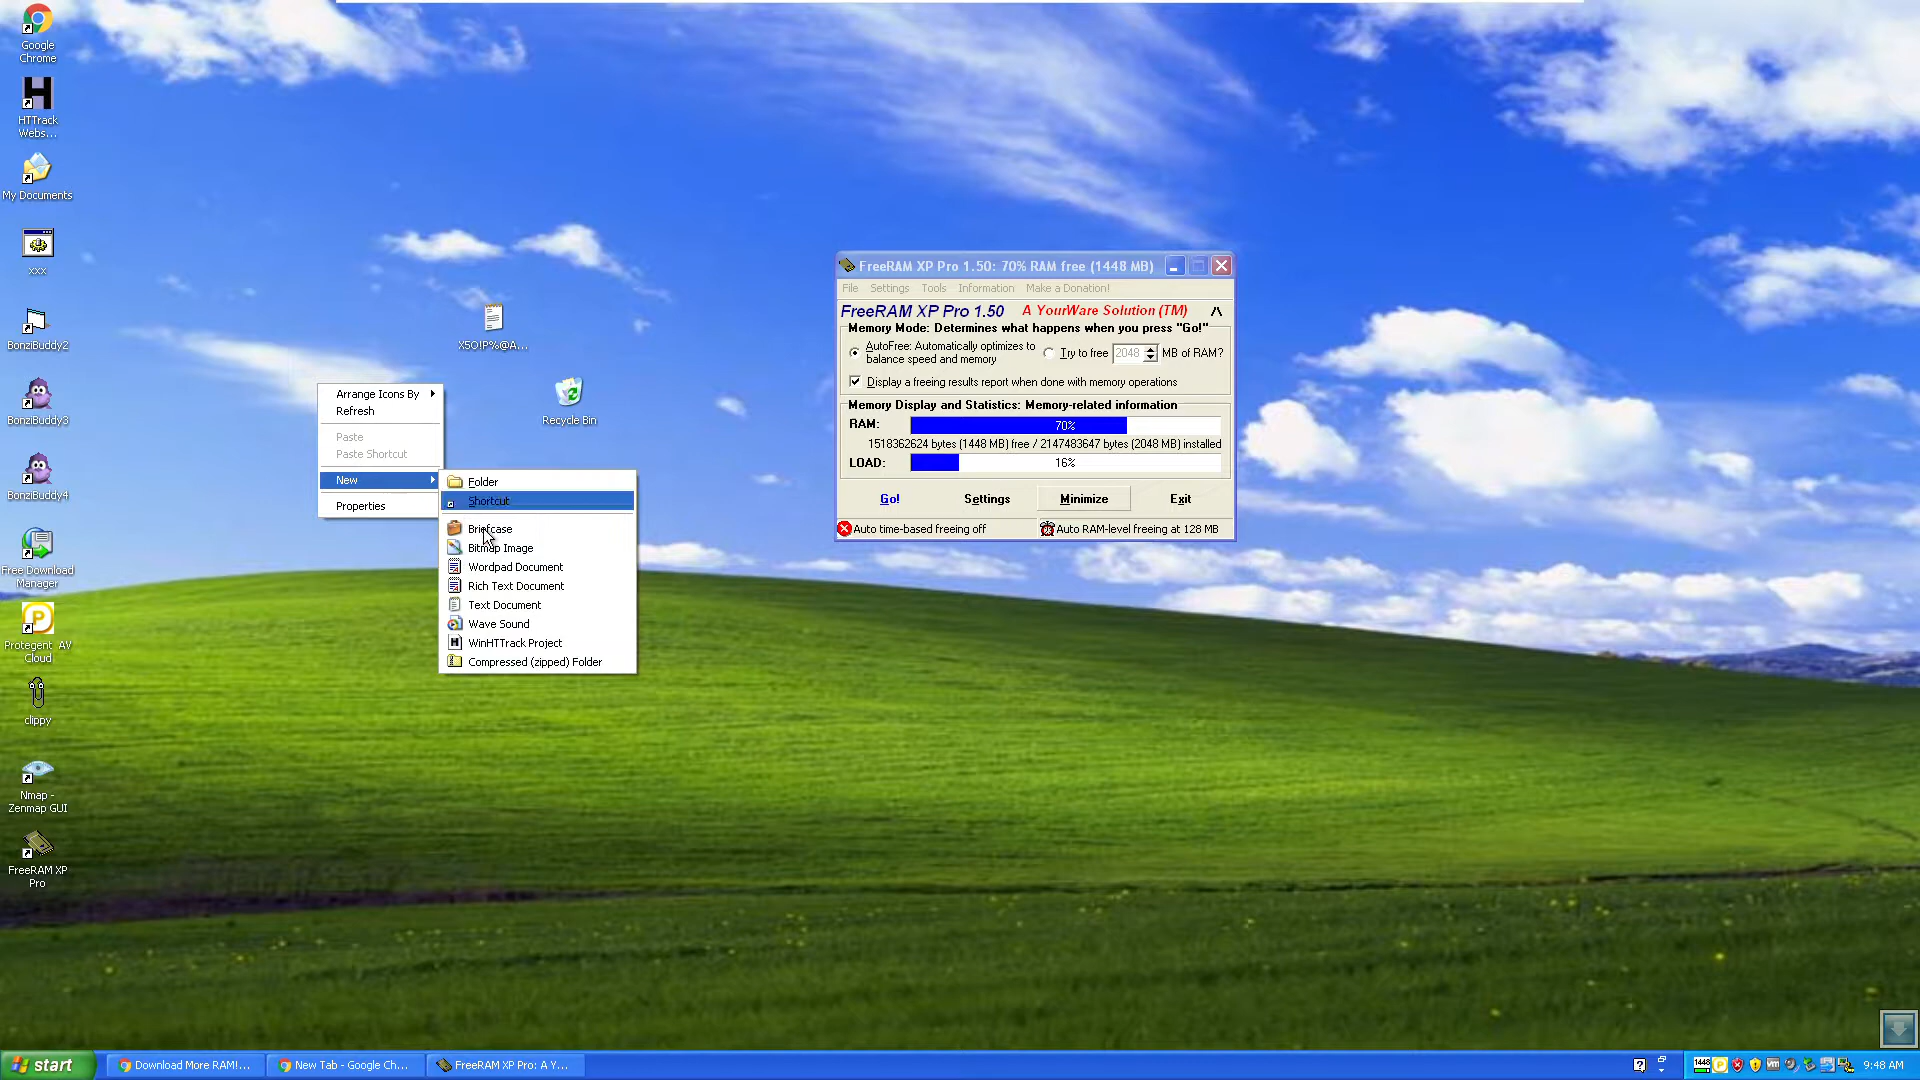 Google
Chrome
HTTrack
Webs...
My Documents
xxx
BonziBuddy2
BonziBuddy3
BonziBuddy4
Free Download
Manager
Protegent AV
Cloud
clippy
Nmap -
Zenmap GUI
FreeRAM XP
Pro
X5O!P%@A...
Recycle Bin
Arrange Icons By
Refresh
Paste
Paste Shortcut
New
Properties
Folder
Shortcut
Briefcase
Bitmap Image
Wordpad Document
Rich Text Document
Text Document
Wave Sound
WinHTTrack Project
Compressed (zipped) Folder
FreeRAM XP Pro 1.50: 70% RAM free (1448 MB)
File Settings Tools Information Make a Donation!
FreeRAM XP Pro 1.50 A YourWare Solution (TM) /\
Memory Mode: Determines what happens when you press "Go!"
AutoFree: Automatically optimizes to
balance speed and memory
Try to free 2048 MB of RAM?
Display a freeing results report when done with memory operations
Memory Display and Statistics: Memory-related information
RAM: 70%
1518362624 bytes (1448 MB) free / 2147483647 bytes (2048 MB) installed
LOAD: 16%
Go! Settings Minimize Exit
Auto time-based freeing off Auto RAM-level freeing at 128 MB
start Download More RAM!... New Tab - Google Ch... FreeRAM XP Pro: A Y... 1448 9:48 AM